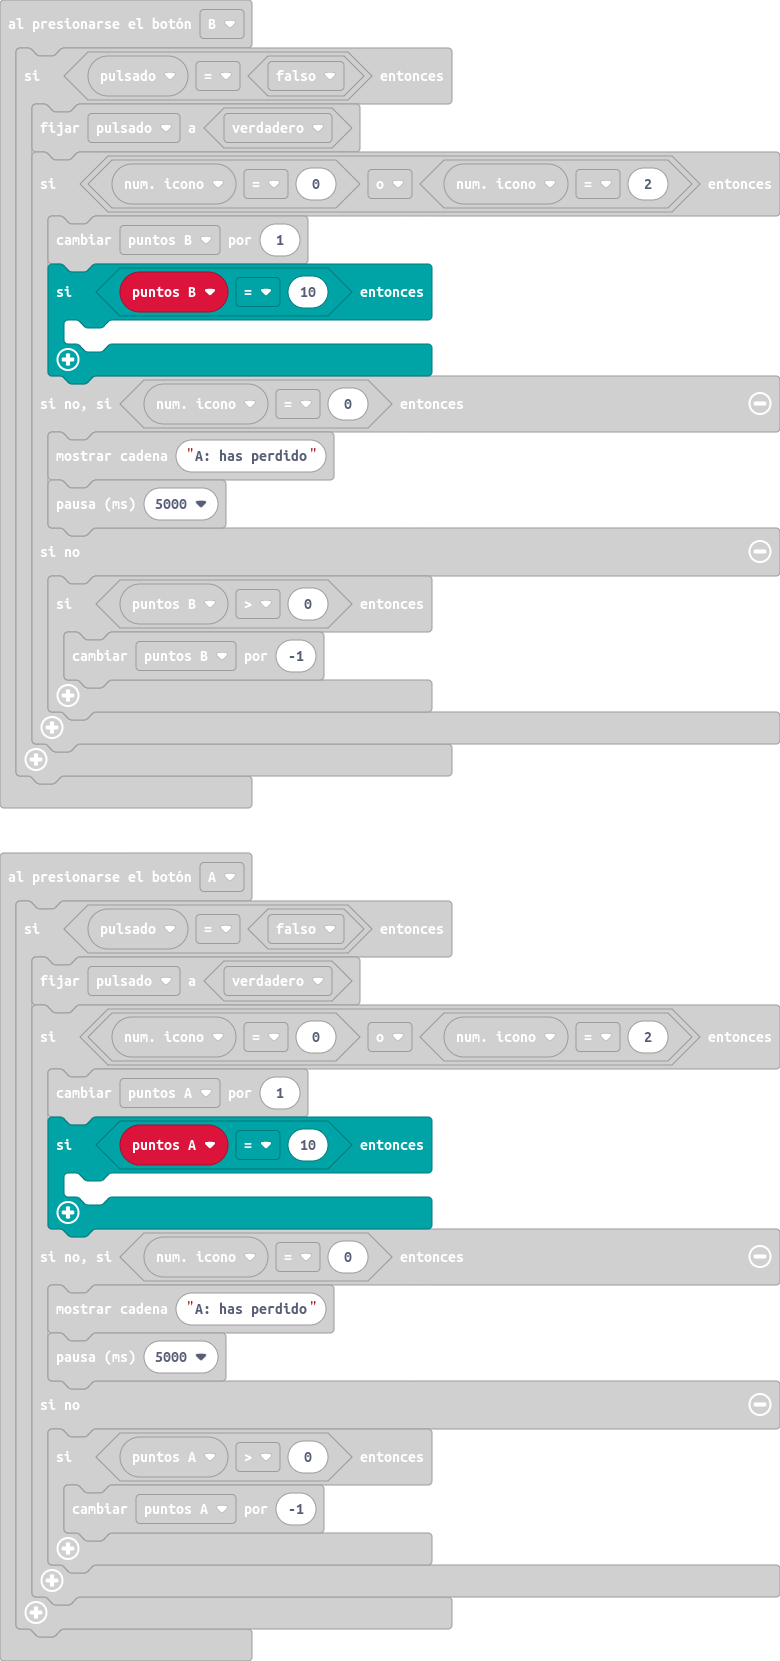 al presionarse el botón B
si pulsado = falso entonces
fijar pulsado a verdadero
si num. icono = 0 o num. icono = 2 entonces
cambiar puntos B por 1
si puntos B = 10 entonces
si no, si num. icono = 0 entonces
mostrar cadena "A: has perdido"
pausa (ms) 5000
si no
si puntos B > 0 entonces
cambiar puntos B por -1
al presionarse el botón A
si pulsado = falso entonces
fijar pulsado a verdadero
si num. icono = 0 o num. icono = 2 entonces
cambiar puntos A por 1
si puntos A = 10 entonces
si no, si num. icono = 0 entonces
mostrar cadena "A: has perdido"
pausa (ms) 5000
si no
si puntos A > 0 entonces
cambiar puntos A por -1